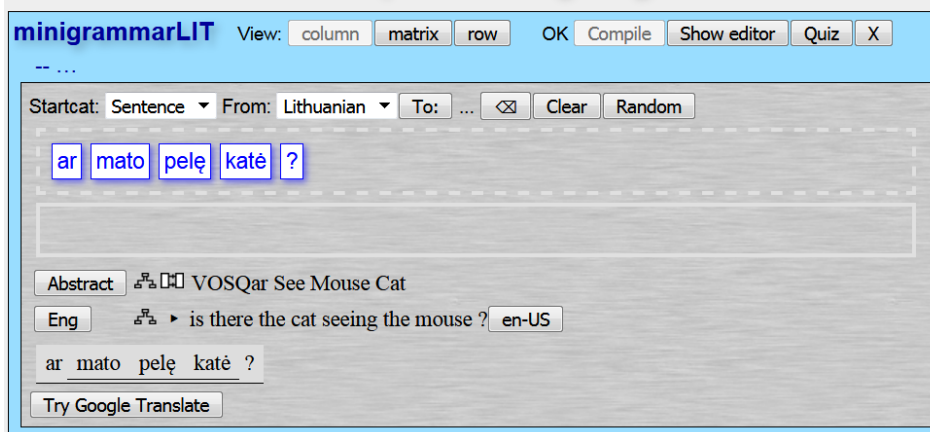 minigrammarLIT View: column matrix row OK Compile Show editor Quiz X
-- ...
Startcat: Sentence From: Lithuanian To: ... ⌫ Clear Random
ar mato pelę katė ?
Abstract VOSQar See Mouse Cat
Eng is there the cat seeing the mouse ? en-US
ar mato pelę katė ?
Try Google Translate